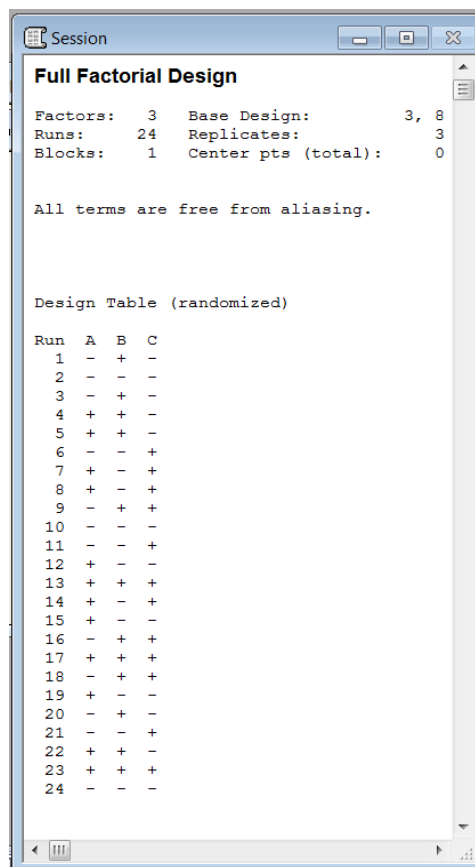 Session
Full Factorial Design
Factors: 3 Base Design: 3, 8
Runs: 24 Replicates: 3
Blocks: 1 Center pts (total): 0
All terms are free from aliasing.
Design Table (randomized)
Run A B C
1 - + -
2 - - -
3 - + -
4 + + -
5 + + -
6 - - +
7 + - +
8 + - +
9 - + +
10 - - -
11 - - +
12 + - -
13 + + +
14 + - +
15 + - -
16 - + +
17 + + +
18 - + +
19 + - -
20 - + -
21 - - +
22 + + -
23 + + +
24 - - -